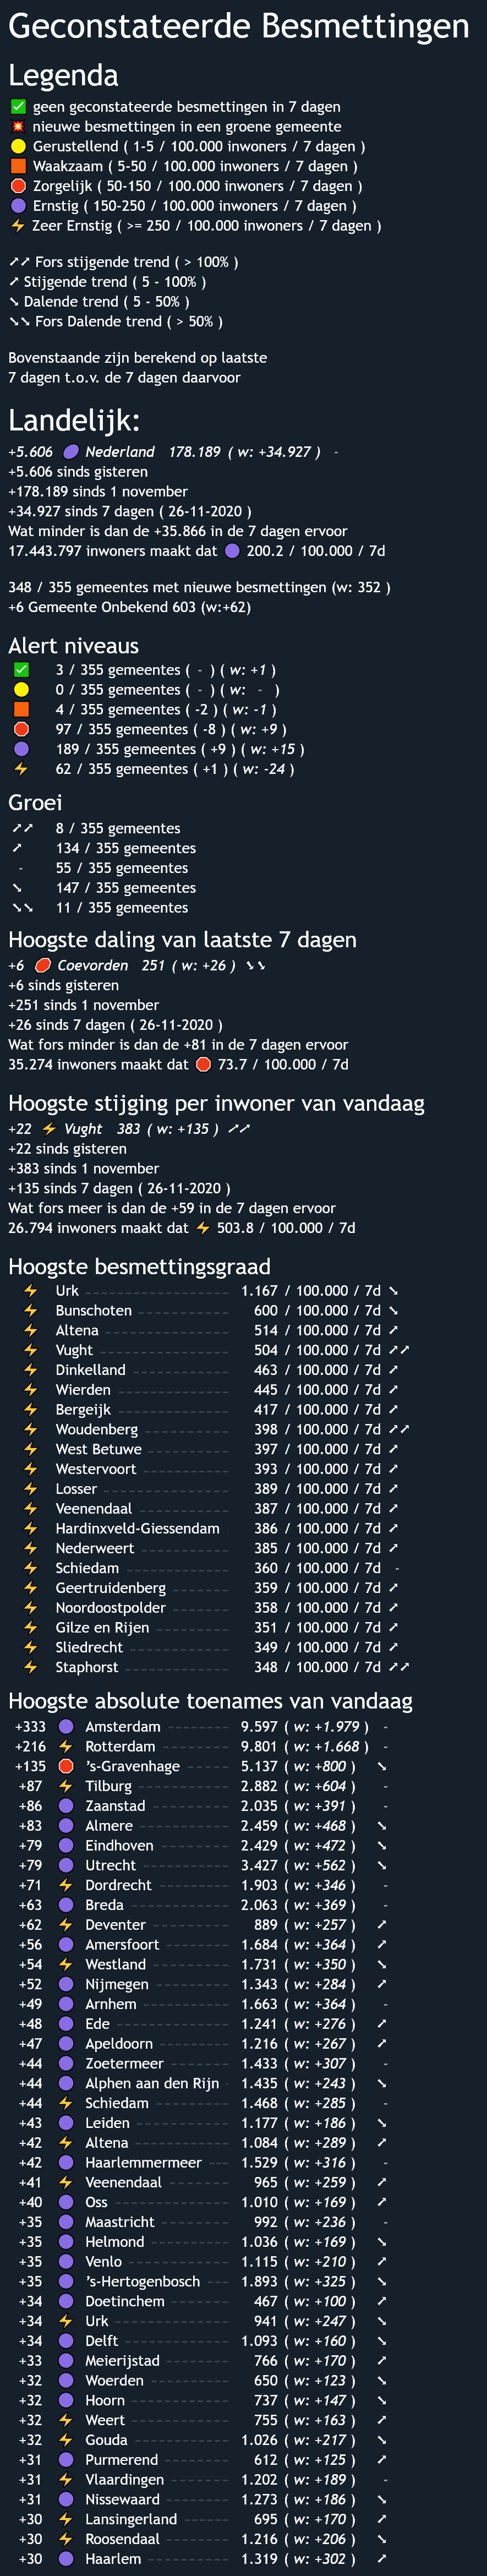 Geconstateerde Besmettingen
Legenda
✅ geen geconstateerde besmettingen in 7 dagen
💥 nieuwe besmettingen in een groene gemeente
🟡 Gerustellend ( 1-5 / 100.000 inwoners / 7 dagen )
🟧 Waakzaam ( 5-50 / 100.000 inwoners / 7 dagen )
🛑 Zorgelijk ( 50-150 / 100.000 inwoners / 7 dagen )
🟣 Ernstig ( 150-250 / 100.000 inwoners / 7 dagen )
⚡ Zeer Ernstig ( >= 250 / 100.000 inwoners / 7 dagen )
➚➚ Fors stijgende trend ( > 100% )
➚ Stijgende trend ( 5 - 100% )
➘ Dalende trend ( 5 - 50% )
➘➘ Fors Dalende trend ( > 50% )
Bovenstaande zijn berekend op laatste
7 dagen t.o.v. de 7 dagen daarvoor
Landelijk:
+5.606 🟣 Nederland 178.189 ( w: +34.927 ) -
+5.606 sinds gisteren
+178.189 sinds 1 november
+34.927 sinds 7 dagen ( 26-11-2020 )
Wat minder is dan de +35.866 in de 7 dagen ervoor
17.443.797 inwoners maakt dat 🟣 200.2 / 100.000 / 7d
348 / 355 gemeentes met nieuwe besmettingen (w: 352 )
+6 Gemeente Onbekend 603 (w:+62)
Alert niveaus
✅ 3 / 355 gemeentes ( - ) ( w: +1 )
🟡 0 / 355 gemeentes ( - ) ( w: - )
🟧 4 / 355 gemeentes ( -2 ) ( w: -1 )
🛑 97 / 355 gemeentes ( -8 ) ( w: +9 )
🟣 189 / 355 gemeentes ( +9 ) ( w: +15 )
⚡ 62 / 355 gemeentes ( +1 ) ( w: -24 )
Groei
➚➚ 8 / 355 gemeentes
➚ 134 / 355 gemeentes
- 55 / 355 gemeentes
➘ 147 / 355 gemeentes
➘➘ 11 / 355 gemeentes
Hoogste daling van laatste 7 dagen
+6 🛑 Coevorden 251 ( w: +26 ) ➘➘
+6 sinds gisteren
+251 sinds 1 november
+26 sinds 7 dagen ( 26-11-2020 )
Wat fors minder is dan de +81 in de 7 dagen ervoor
35.274 inwoners maakt dat 🛑 73.7 / 100.000 / 7d
Hoogste stijging per inwoner van vandaag
+22 ⚡ Vught 383 ( w: +135 ) ➚➚
+22 sinds gisteren
+383 sinds 1 november
+135 sinds 7 dagen ( 26-11-2020 )
Wat fors meer is dan de +59 in de 7 dagen ervoor
26.794 inwoners maakt dat ⚡ 503.8 / 100.000 / 7d
Hoogste besmettingsgraad
⚡ Urk 1.167 / 100.000 / 7d ➘
⚡ Bunschoten 600 / 100.000 / 7d ➘
⚡ Altena 514 / 100.000 / 7d ➚
⚡ Vught 504 / 100.000 / 7d ➚➚
⚡ Dinkelland 463 / 100.000 / 7d ➚
⚡ Wierden 445 / 100.000 / 7d ➚
⚡ Bergeijk 417 / 100.000 / 7d ➚
⚡ Woudenberg 398 / 100.000 / 7d ➚➚
⚡ West Betuwe 397 / 100.000 / 7d ➚
⚡ Westervoort 393 / 100.000 / 7d ➚
⚡ Losser 389 / 100.000 / 7d ➚
⚡ Veenendaal 387 / 100.000 / 7d ➚
⚡ Hardinxveld-Giessendam 386 / 100.000 / 7d ➚
⚡ Nederweert 385 / 100.000 / 7d ➚
⚡ Schiedam 360 / 100.000 / 7d -
⚡ Geertruidenberg 359 / 100.000 / 7d ➚
⚡ Noordoostpolder 358 / 100.000 / 7d ➚
⚡ Gilze en Rijen 351 / 100.000 / 7d ➚
⚡ Sliedrecht 349 / 100.000 / 7d ➚
⚡ Staphorst 348 / 100.000 / 7d ➚➚
Hoogste absolute toenames van vandaag
+333 🟣 Amsterdam 9.597 ( w: +1.979 ) -
+216 ⚡ Rotterdam 9.801 ( w: +1.668 ) -
+135 🛑 's-Gravenhage 5.137 ( w: +800 ) ➘
+87 ⚡ Tilburg 2.882 ( w: +604 ) -
+86 🟣 Zaanstad 2.035 ( w: +391 ) -
+83 🟣 Almere 2.459 ( w: +468 ) ➘
+79 🟣 Eindhoven 2.429 ( w: +472 ) ➘
+79 🟣 Utrecht 3.427 ( w: +562 ) ➘
+71 ⚡ Dordrecht 1.903 ( w: +346 ) -
+63 🟣 Breda 2.063 ( w: +369 ) -
+62 ⚡ Deventer 889 ( w: +257 ) ➚
+56 🟣 Amersfoort 1.684 ( w: +364 ) ➚
+54 ⚡ Westland 1.731 ( w: +350 ) ➘
+52 🟣 Nijmegen 1.343 ( w: +284 ) ➚
+49 🟣 Arnhem 1.663 ( w: +364 ) -
+48 🟣 Ede 1.241 ( w: +276 ) ➚
+47 🟣 Apeldoorn 1.216 ( w: +267 ) ➚
+44 🟣 Zoetermeer 1.433 ( w: +307 ) -
+44 🟣 Alphen aan den Rijn 1.435 ( w: +243 ) ➘
+44 ⚡ Schiedam 1.468 ( w: +285 ) -
+43 🟣 Leiden 1.177 ( w: +186 ) ➘
+42 ⚡ Altena 1.084 ( w: +289 ) ➚
+42 🟣 Haarlemmermeer 1.529 ( w: +316 ) -
+41 ⚡ Veenendaal 965 ( w: +259 ) ➚
+40 🟣 Oss 1.010 ( w: +169 ) ➚
+35 🟣 Maastricht 992 ( w: +236 ) -
+35 🟣 Helmond 1.036 ( w: +169 ) ➘
+35 🟣 Venlo 1.115 ( w: +210 ) ➚
+35 🟣 's-Hertogenbosch 1.893 ( w: +325 ) ➘
+34 🟣 Doetinchem 467 ( w: +100 ) ➚
+34 ⚡ Urk 941 ( w: +247 ) ➘
+34 🟣 Delft 1.093 ( w: +160 ) ➘
+33 🟣 Meierijstad 766 ( w: +170 ) ➚
+32 🟣 Woerden 650 ( w: +123 ) ➘
+32 🟣 Hoorn 737 ( w: +147 ) ➘
+32 ⚡ Weert 755 ( w: +163 ) ➚
+32 ⚡ Gouda 1.026 ( w: +217 ) ➘
+31 🟣 Purmerend 612 ( w: +125 ) ➚
+31 ⚡ Vlaardingen 1.202 ( w: +189 ) -
+31 🟣 Nissewaard 1.273 ( w: +186 ) ➘
+30 ⚡ Lansingerland 695 ( w: +170 ) ➚
+30 ⚡ Roosendaal 1.216 ( w: +206 ) ➘
+30 🟣 Haarlem 1.319 ( w: +302 ) ➚